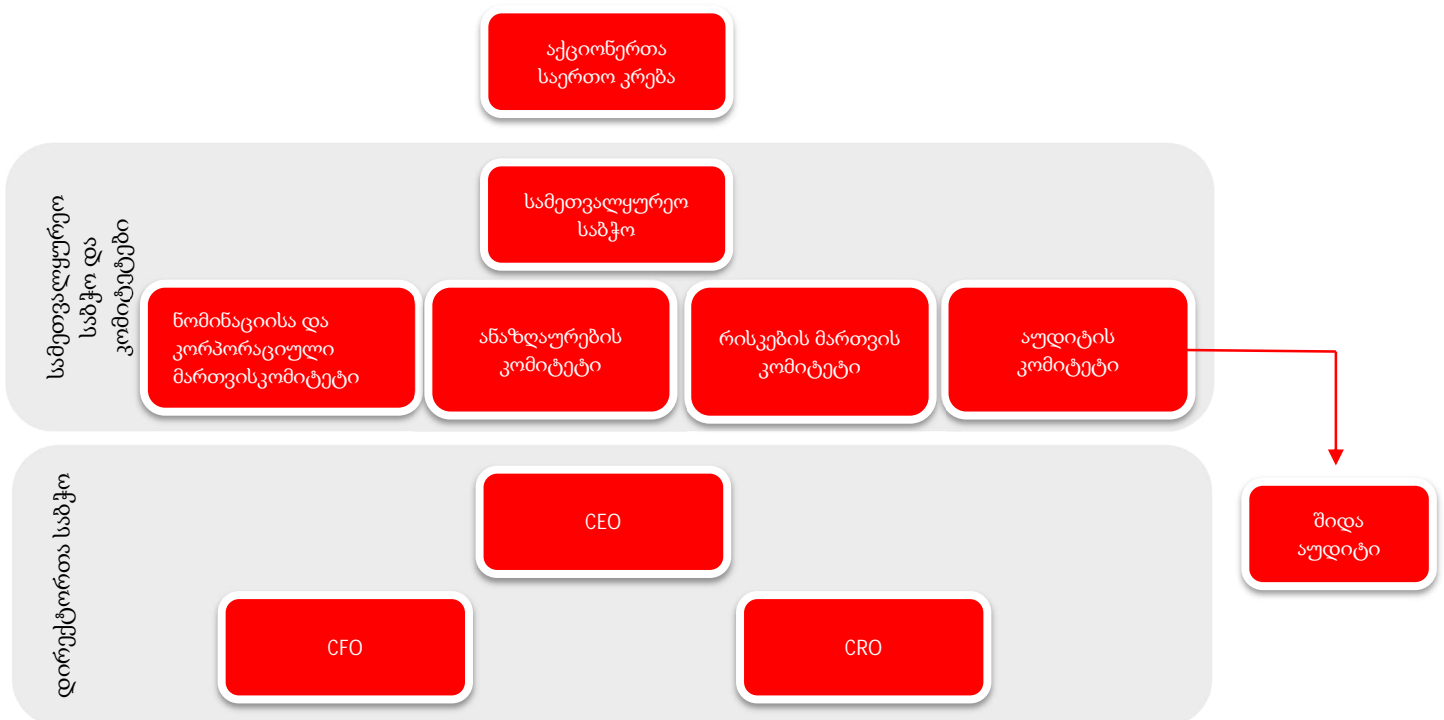 აქციონერთა
საერთო კრება
სამეთვალყურეო
საბჭო და
კომიტეტები
სამეთვალყურეო
საბჭო
ნომინაციისა და
კორპორაციული
მართვისკომიტეტი
ანაზღაურების
კომიტეტი
რისკების მართვის
კომიტეტი
აუდიტის
კომიტეტი
დირექტორთა საბჭო
CEO
შიდა
აუდიტი
CFO
CRO